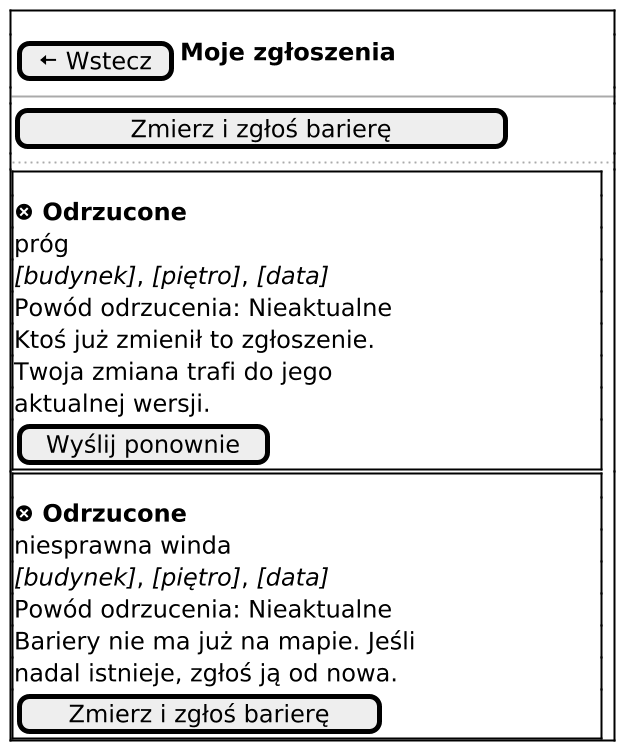 ← Wstecz Moje zgłoszenia
Zmierz i zgłoś barierę
⊗ Odrzucone
próg
[budynek], [piętro], [data]
Powód odrzucenia: Nieaktualne
Ktoś już zmienił to zgłoszenie.
Twoja zmiana trafi do jego
aktualnej wersji.
Wyślij ponownie
⊗ Odrzucone
niesprawna winda
[budynek], [piętro], [data]
Powód odrzucenia: Nieaktualne
Bariery nie ma już na mapie. Jeśli
nadal istnieje, zgłoś ją od nowa.
Zmierz i zgłoś barierę